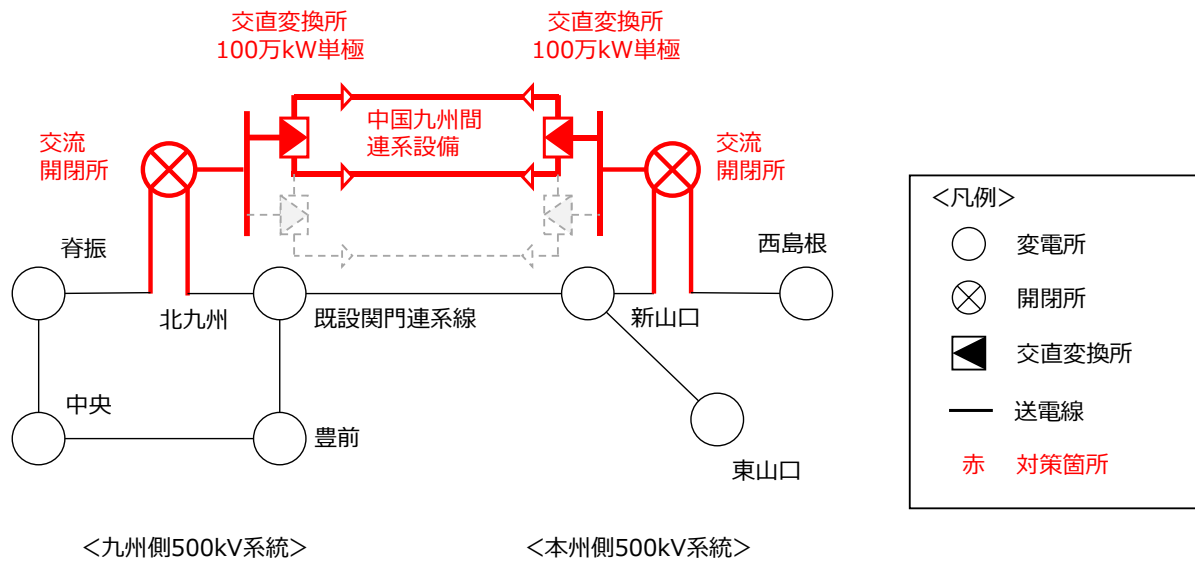 交直変換所
100万kW単極
交直変換所
100万kW単極
中国九州間
連系設備
交流
開閉所
交流
開閉所
脊振
北九州
既設関門連系線
新山口
西島根
中央
豊前
東山口
＜九州側500kV系統＞
＜本州側500kV系統＞
＜凡例＞
変電所
開閉所
交直変換所
送電線
赤 対策箇所